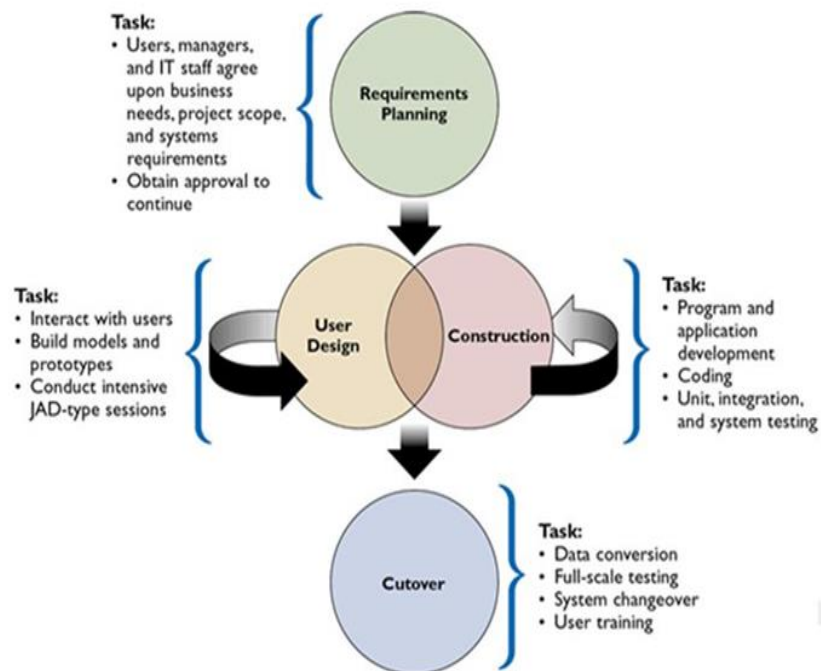 Task:
• Users, managers,
and IT staff agree
upon business
needs, project scope,
and systems
requirements
• Obtain approval to
continue
Requirements
Planning
Task:
• Interact with users
• Build models and
prototypes
• Conduct intensive
JAD-type sessions
User
Design
Construction
Task:
• Program and
application
development
• Coding
• Unit, integration,
and system testing
Cutover
Task:
• Data conversion
• Full-scale testing
• System changeover
• User training